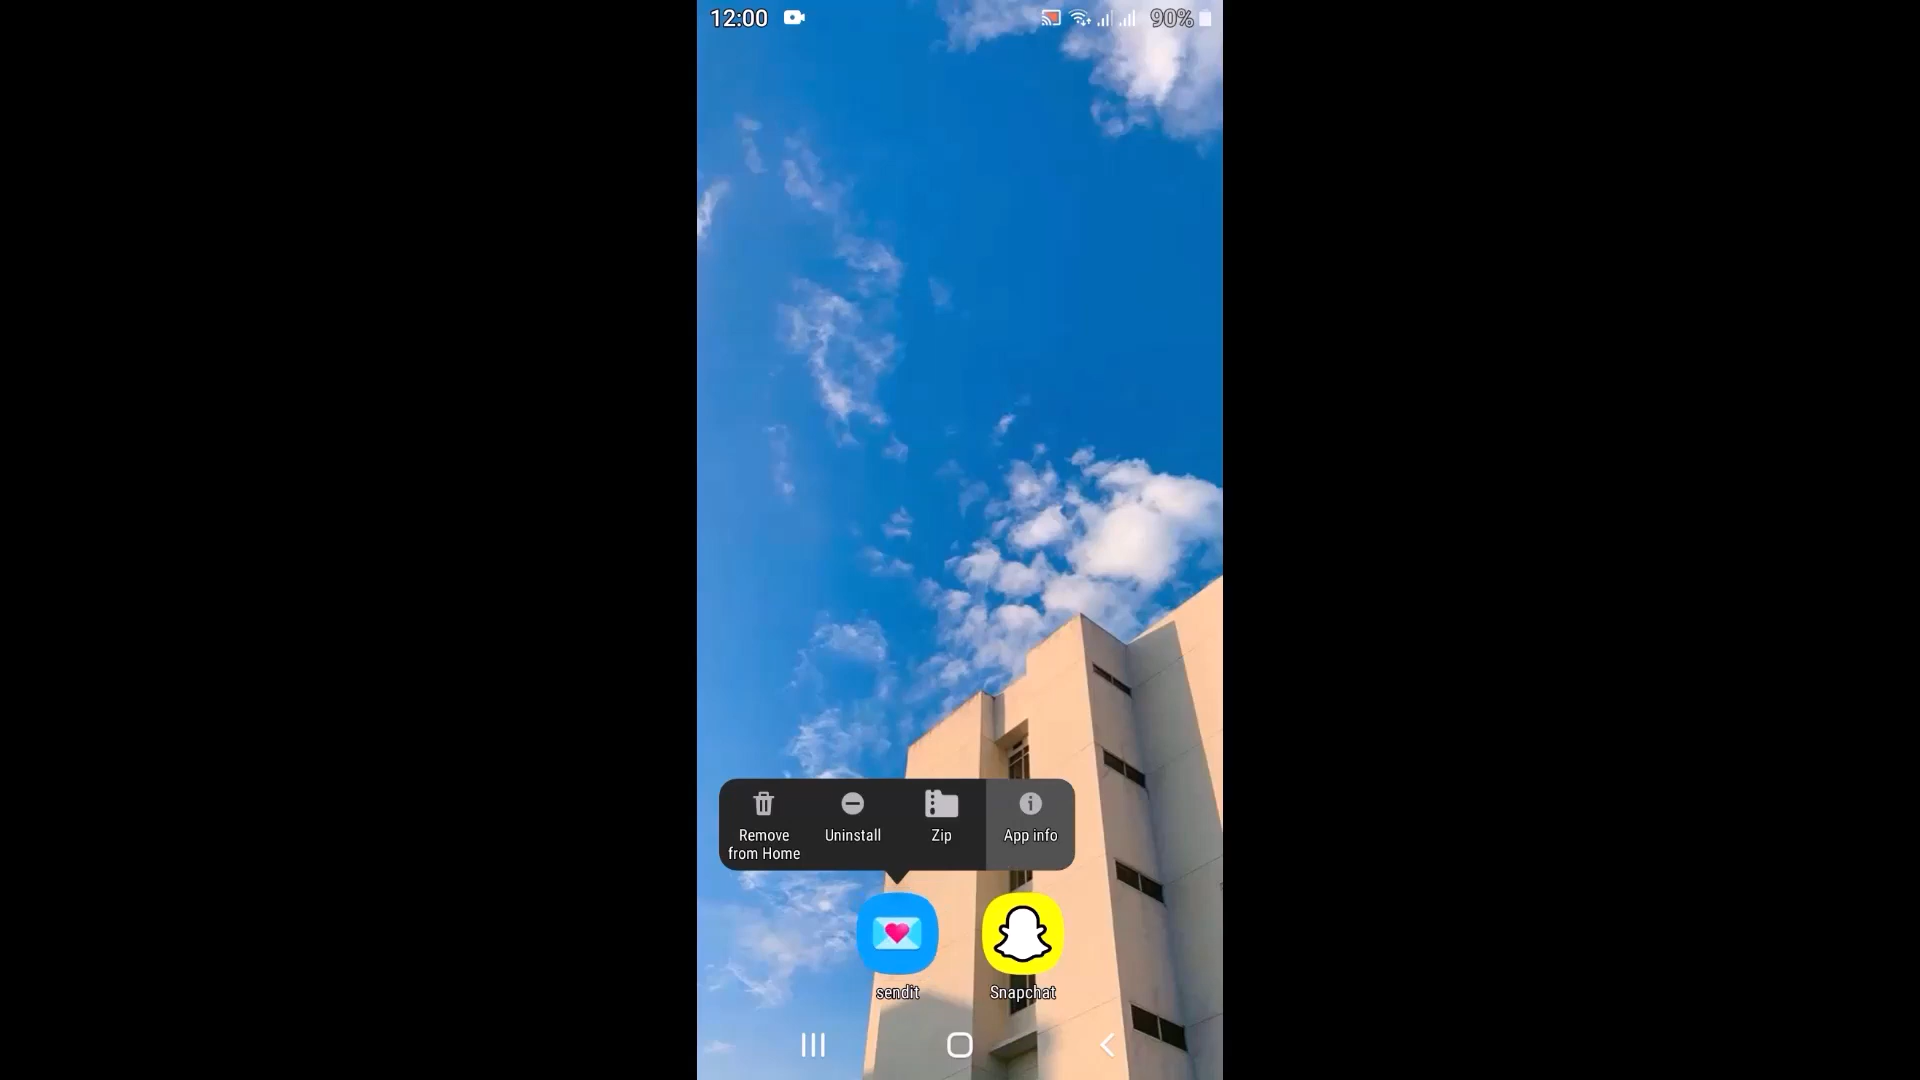 12:00
90%
Remove
from Home
Uninstall
Zip
App info
sendit
Snapchat